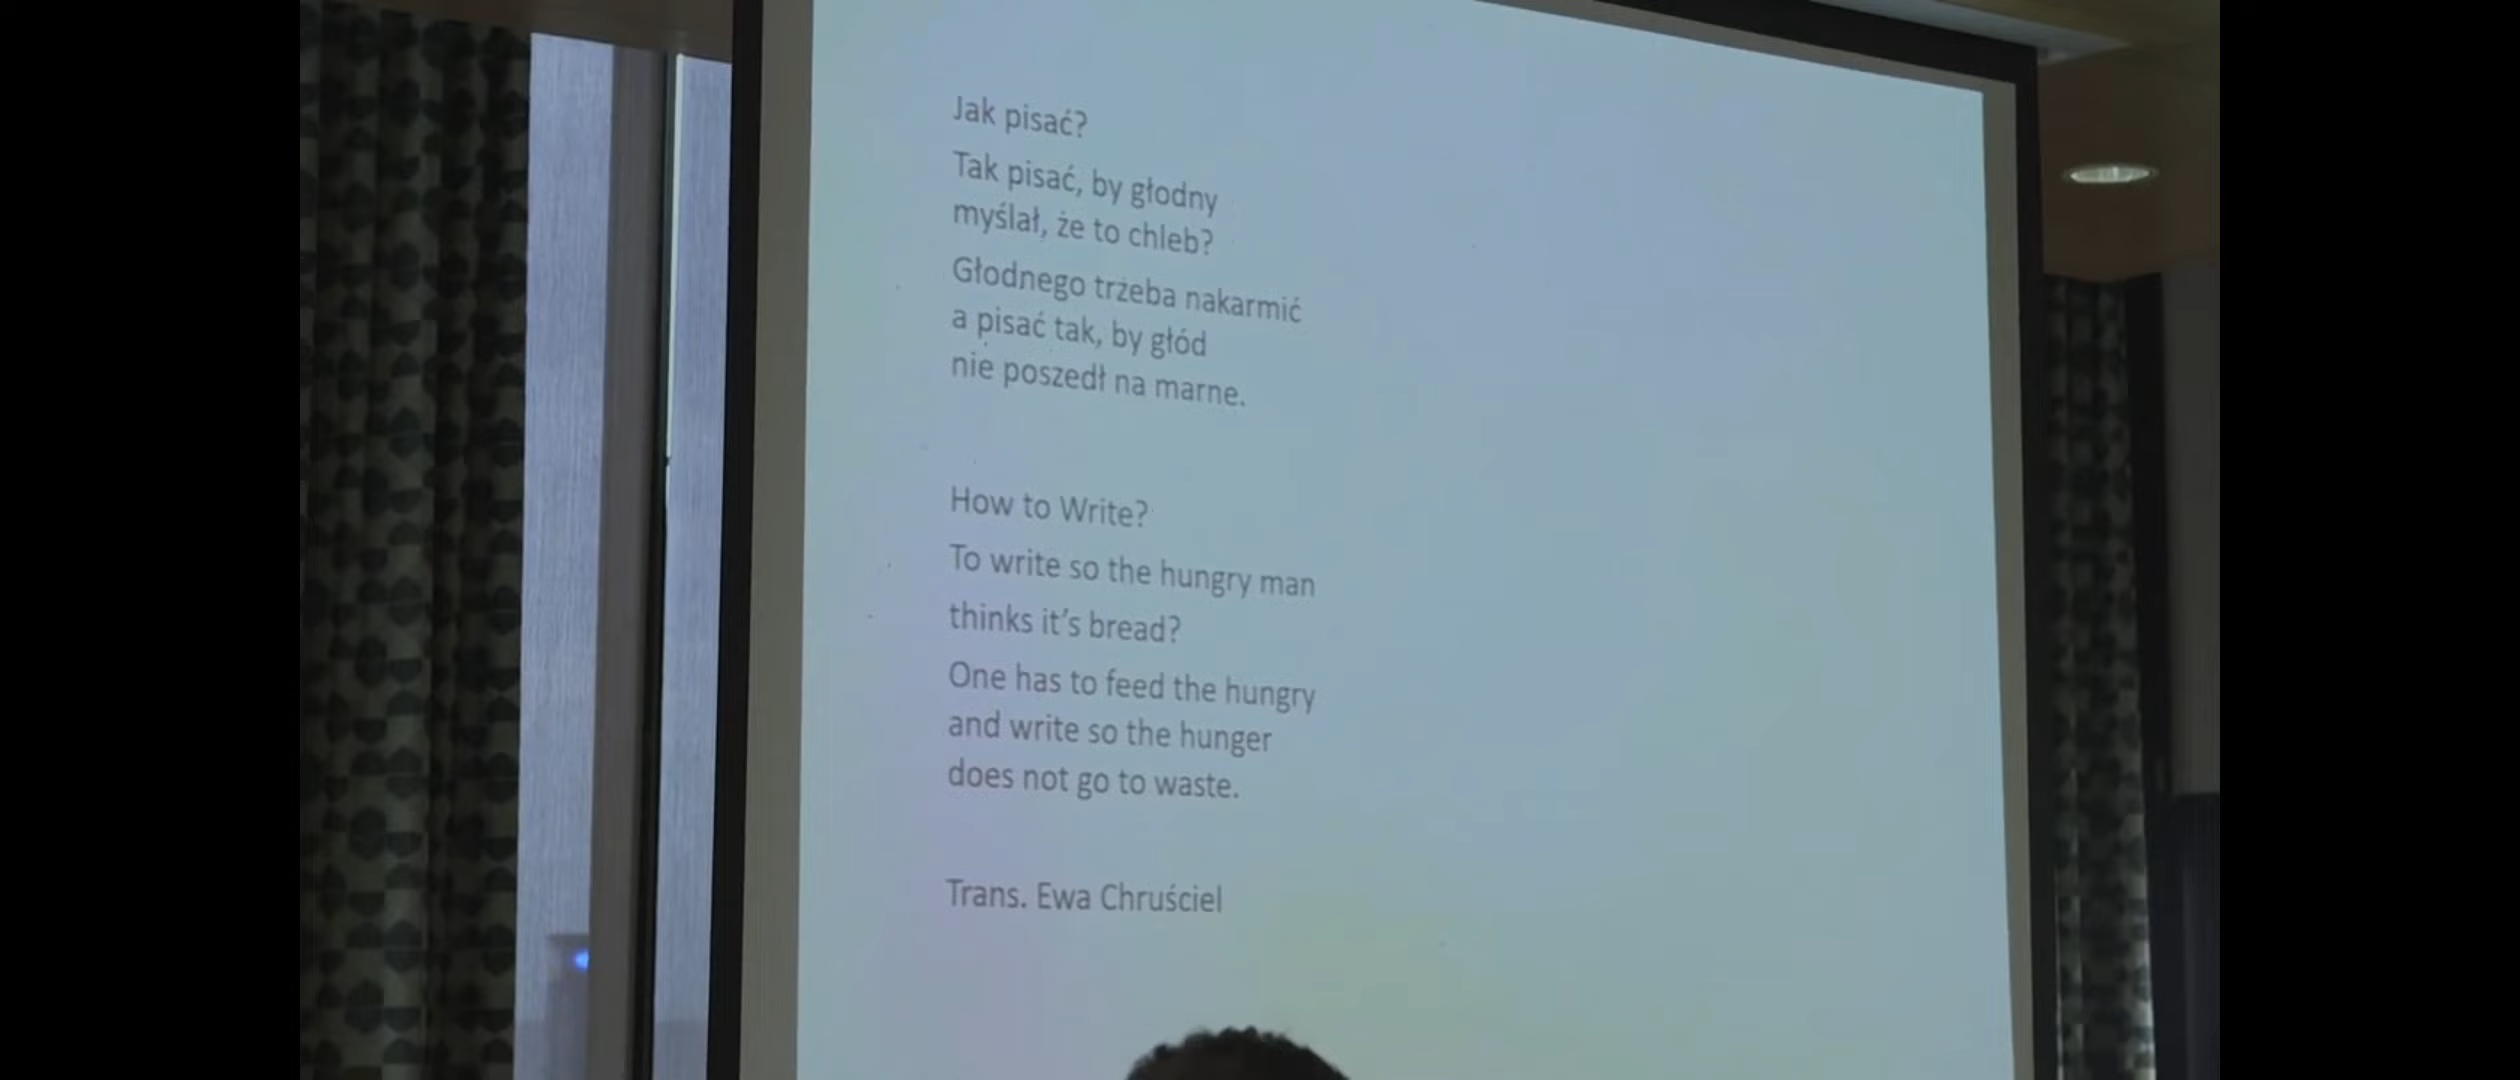 Jak pisać?
Tak pisać, by głodny
myślał, że to chleb?
Głodnego trzeba nakarmić
a pisać tak, by głód
nie poszedł na marne.
How to Write?
To write so the hungry man
thinks it's bread?
One has to feed the hungry
and write so the hunger
does not go to waste.
Trans. Ewa Chruściel